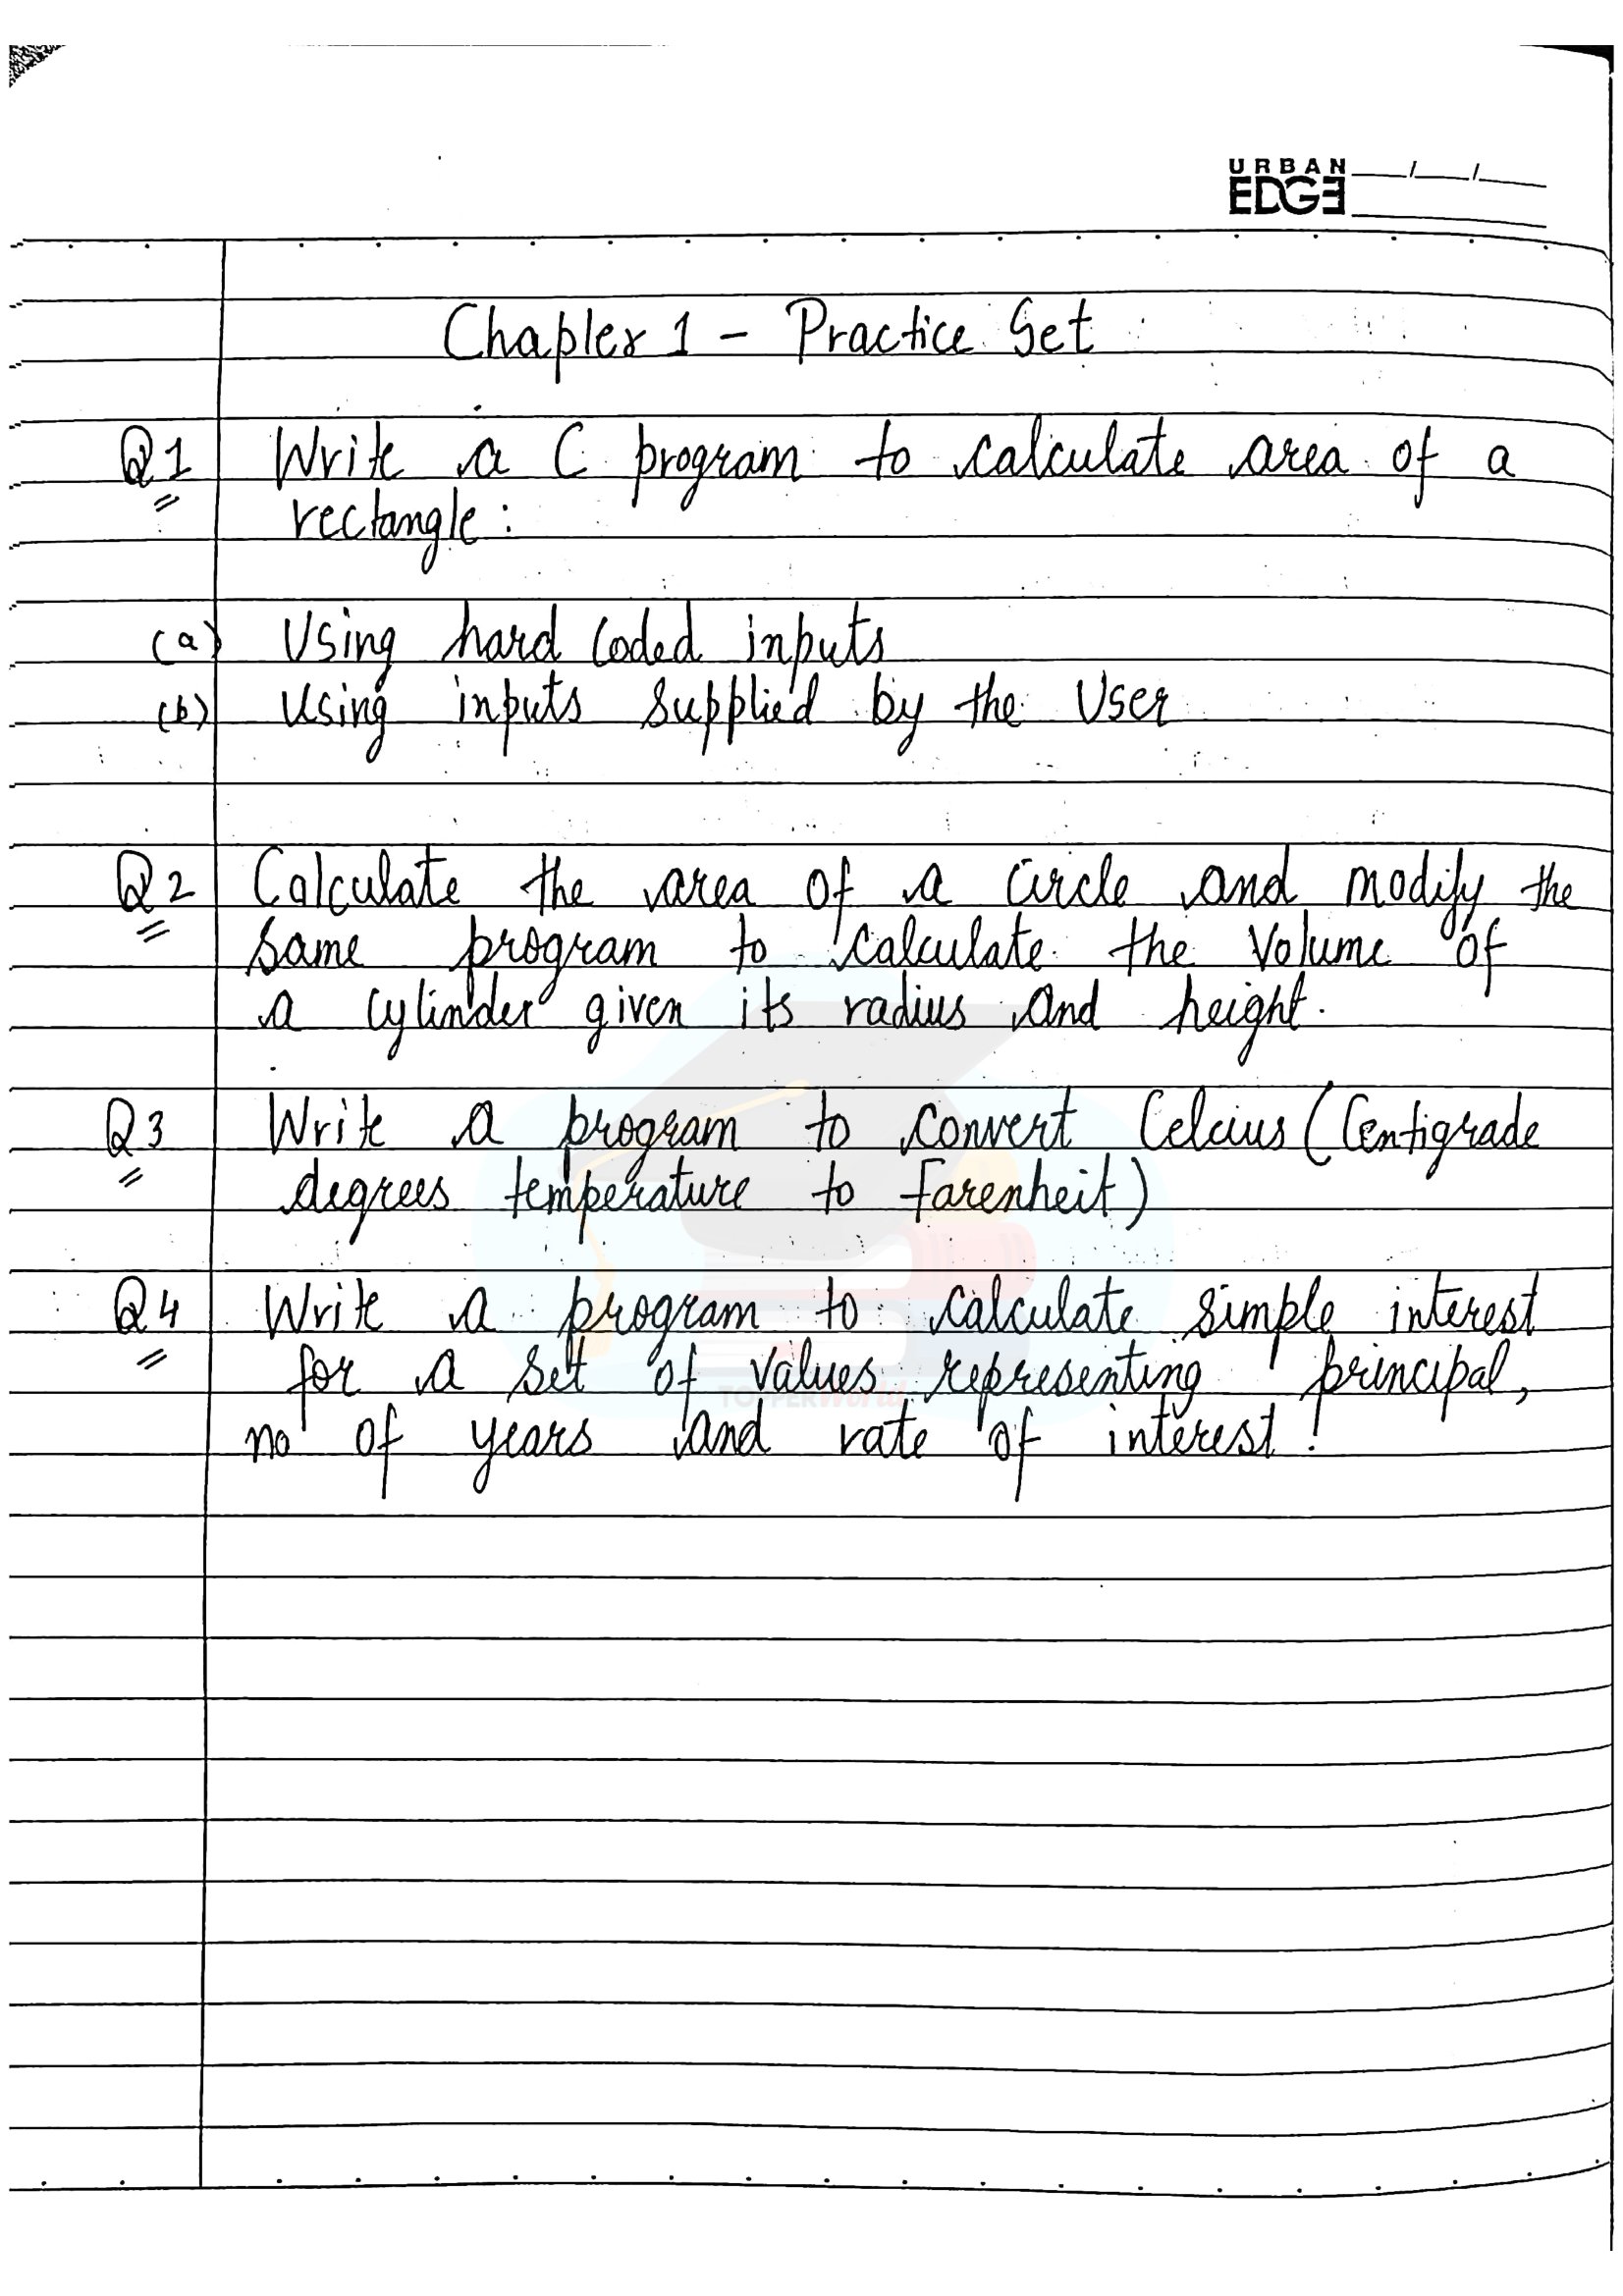 URBAN
EDGE
Chapter 1 - Practice Set
Q1 Write a C program to calculate area of a
rectangle:
(a) Using hard coded inputs
(b) Using inputs supplied by the User
Q2 Calculate the area of a circle and modify the
same program to calculate the volume of
a cylinder given its radius and height.
Q3 Write a program to convert Celcius (Centigrade
degrees temperature to Farenheit)
Q4 Write a program to calculate simple interest
for a set of values representing principal,
TOPPERWorld
no of years and rate of interest.